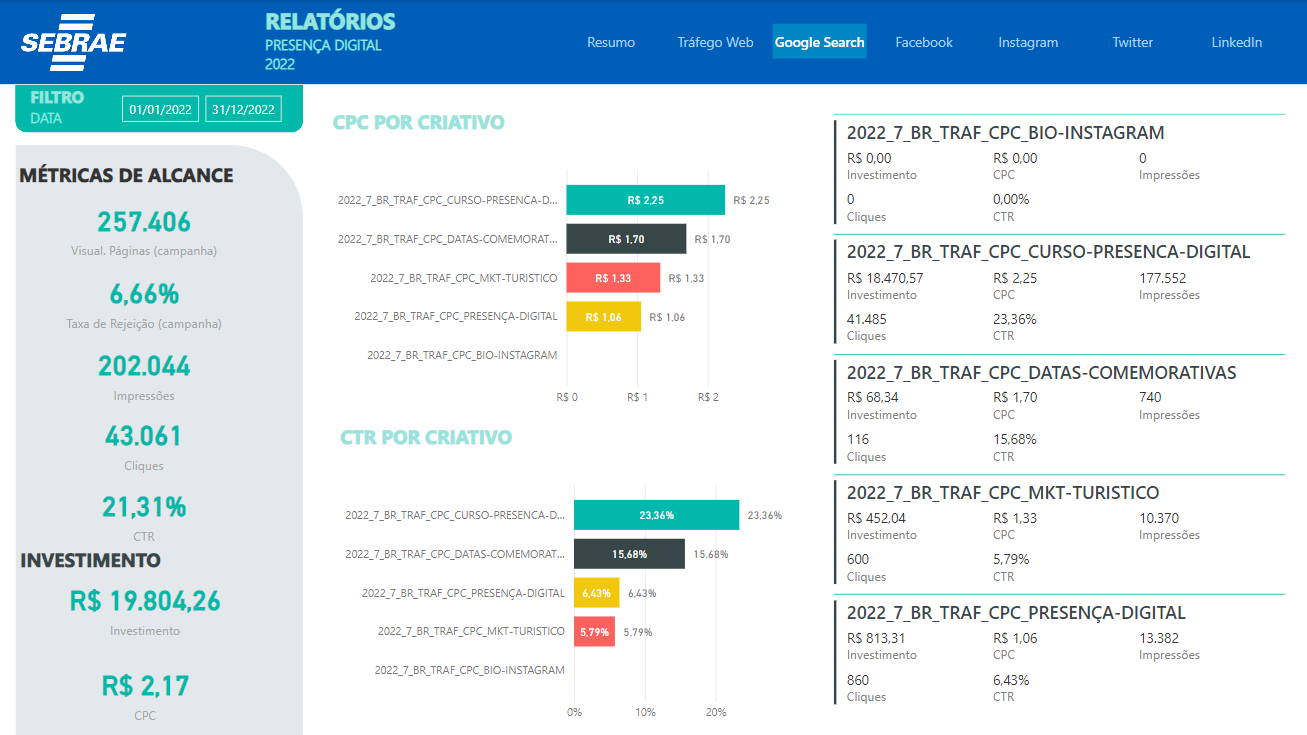 SEBRAE
RELATÓRIOS
PRESENÇA DIGITAL
2022
Resumo Tráfego Web Google Search Facebook Instagram Twitter LinkedIn
FILTRO
DATA
01/01/2022 31/12/2022
MÉTRICAS DE ALCANCE
257.406
Visual. Páginas (campanha)
6,66%
Taxa de Rejeição (campanha)
202.044
Impressões
43.061
Cliques
21,31%
CTR
INVESTIMENTO
R$ 19.804,26
Investimento
R$ 2,17
CPC
CPC POR CRIATIVO
2022_7_BR_TRAF_CPC_CURSO-PRESENCA-D... R$ 2,25 R$ 2,25
2022_7_BR_TRAF_CPC_DATAS-COMEMORAT... R$ 1,70 R$ 1,70
2022_7_BR_TRAF_CPC_MKT-TURISTICO R$ 1,33 R$ 1,33
2022_7_BR_TRAF_CPC_PRESENÇA-DIGITAL R$ 1,06 R$ 1,06
2022_7_BR_TRAF_CPC_BIO-INSTAGRAM
R$ 0 R$ 1 R$ 2
CTR POR CRIATIVO
2022_7_BR_TRAF_CPC_CURSO-PRESENCA-D... 23,36% 23,36%
2022_7_BR_TRAF_CPC_DATAS-COMEMORAT... 15,68% 15,68%
2022_7_BR_TRAF_CPC_PRESENÇA-DIGITAL 6,43% 6,43%
2022_7_BR_TRAF_CPC_MKT-TURISTICO 5,79% 5,79%
2022_7_BR_TRAF_CPC_BIO-INSTAGRAM
0% 10% 20%
2022_7_BR_TRAF_CPC_BIO-INSTAGRAM
R$ 0,00 R$ 0,00 0
Investimento CPC Impressões
0 0,00%
Cliques CTR
2022_7_BR_TRAF_CPC_CURSO-PRESENCA-DIGITAL
R$ 18.470,57 R$ 2,25 177.552
Investimento CPC Impressões
41.485 23,36%
Cliques CTR
2022_7_BR_TRAF_CPC_DATAS-COMEMORATIVAS
R$ 68,34 R$ 1,70 740
Investimento CPC Impressões
116 15,68%
Cliques CTR
2022_7_BR_TRAF_CPC_MKT-TURISTICO
R$ 452,04 R$ 1,33 10.370
Investimento CPC Impressões
600 5,79%
Cliques CTR
2022_7_BR_TRAF_CPC_PRESENÇA-DIGITAL
R$ 813,31 R$ 1,06 13.382
Investimento CPC Impressões
860 6,43%
Cliques CTR